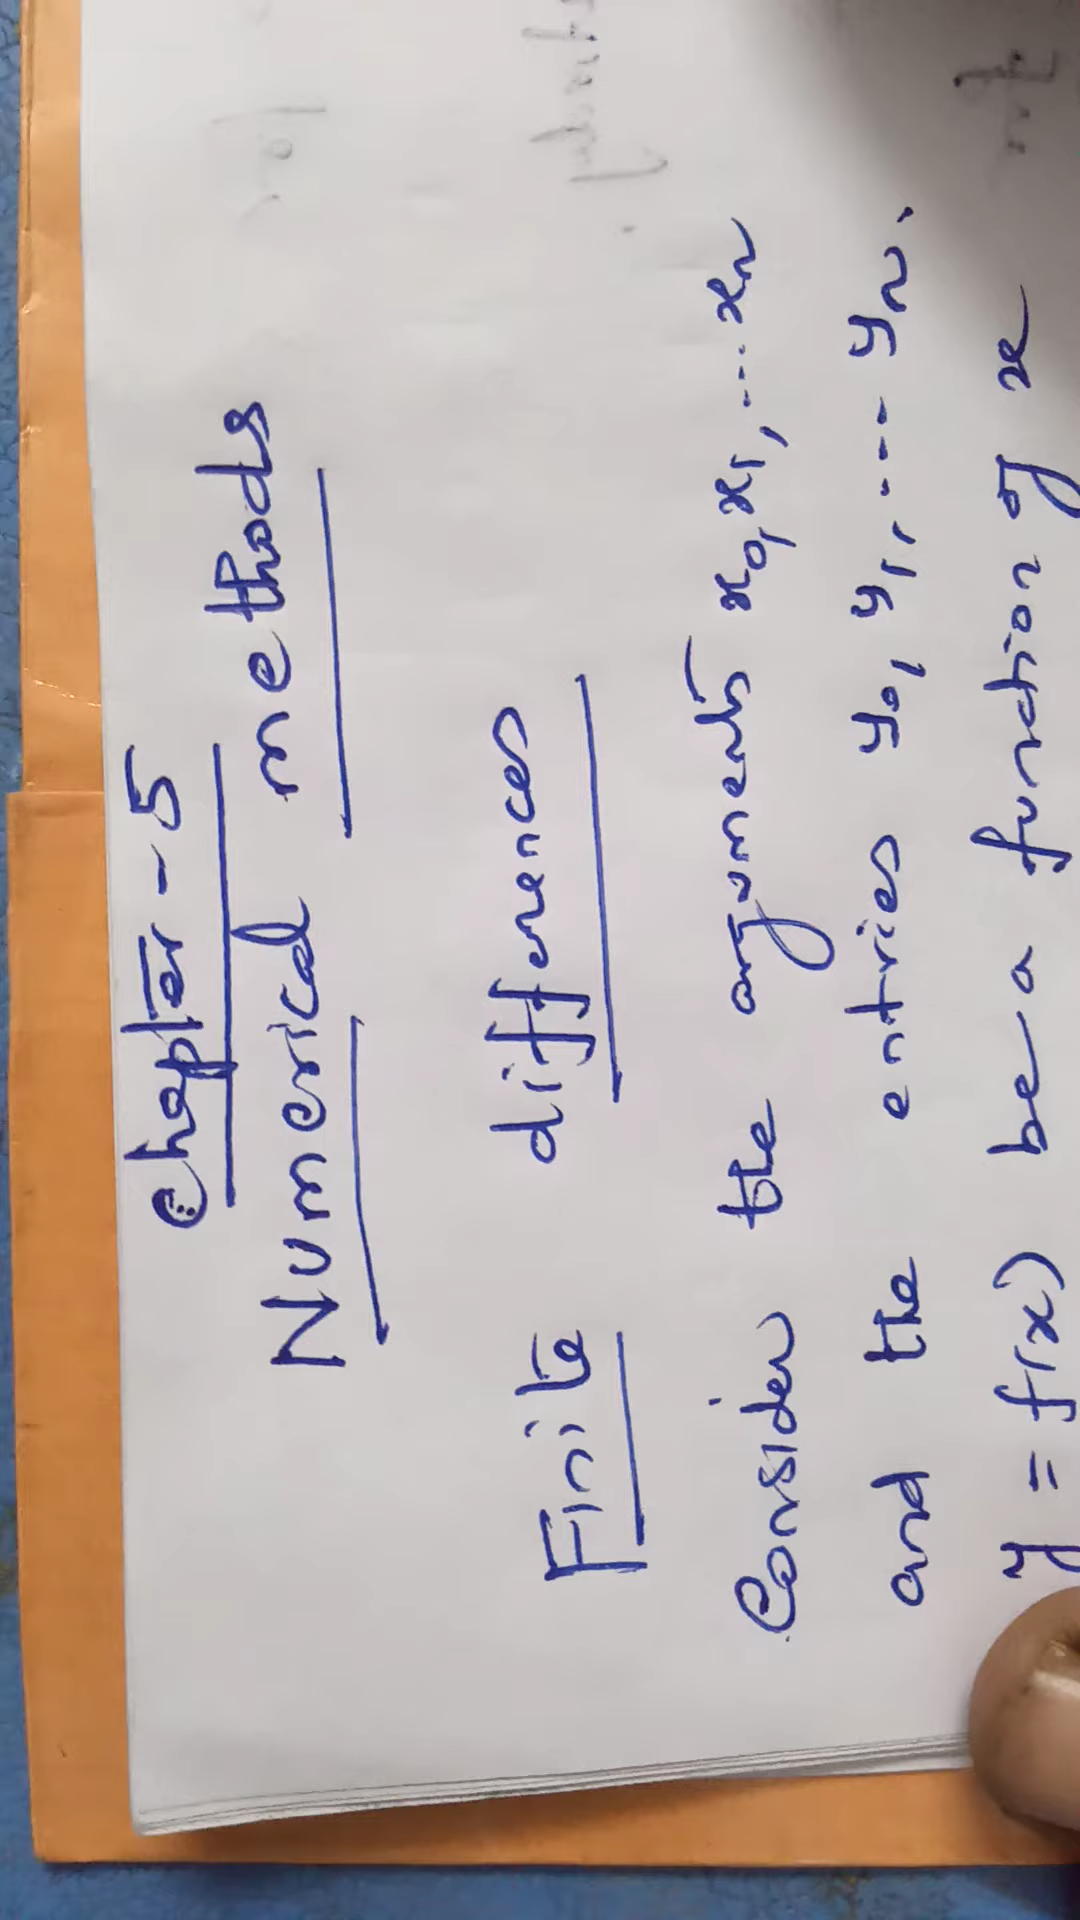 Chapter-5
Numerical methods
Finite differences
Consider the arguments x₀, x₁, ... xₙ
and the entries y₀, y₁, ... yₙ.
y = f(x) be a function of x